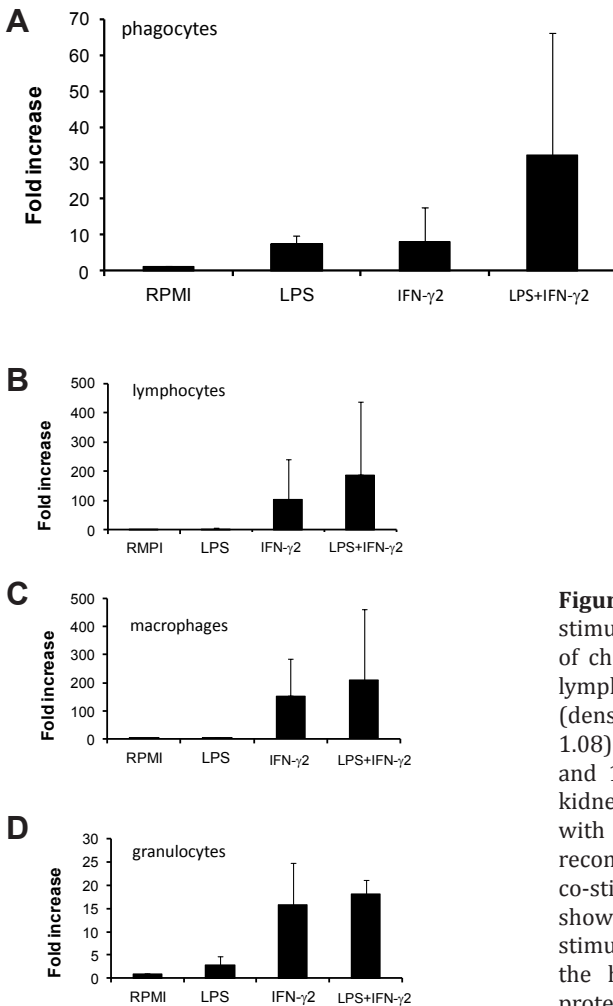 A
phagocytes
Fold increase
70
60
50
40
30
20
10
0
RPMI LPS IFN-γ2 LPS+IFN-γ2
B
lymphocytes
Fold increase
500
400
300
200
100
0
RMPI LPS IFN-γ2 LPS+IFN-γ2
C
macrophages
Fold increase
500
400
300
200
100
0
RPMI LPS IFN-γ2 LPS+IFN-γ2
D
granulocytes
Fold increase
30
25
20
15
10
5
0
RPMI LPS IFN-γ2 LPS+IFN-γ2
Figur
stimu
of ch
lymph
(dens
1.08)
and 1
kidne
with
recom
co-sti
show
stimu
the h
prote